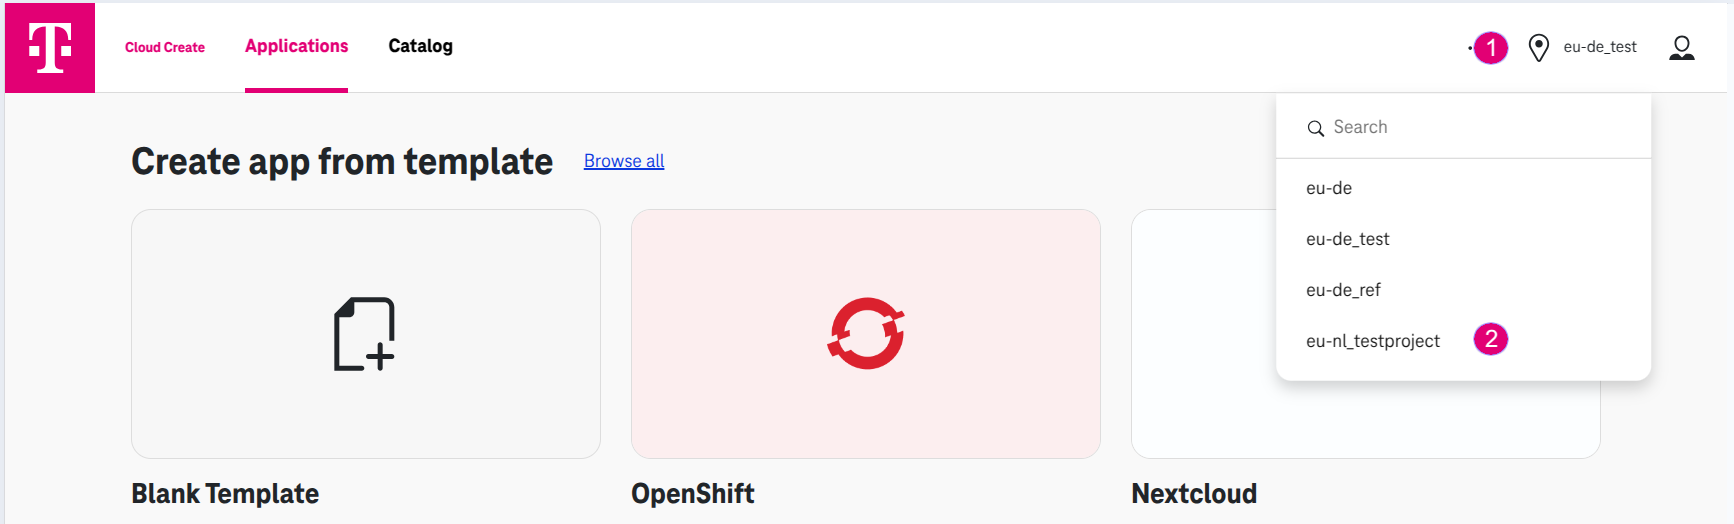 T Cloud Create Applications Catalog 1 eu-de_test
Search
Create app from template Browse all
eu-de
eu-de_test
eu-de_ref
eu-nl_testproject 2
Blank Template OpenShift Nextcloud